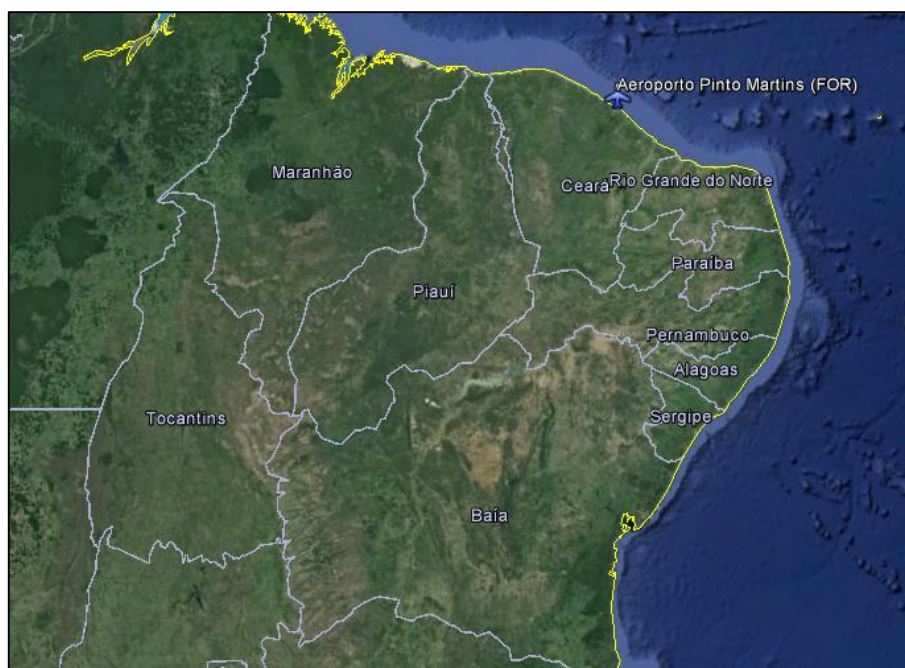 Aeroporto Pinto Martins (FOR)
Maranhão
Ceará
Rio Grande do Norte
Paraíba
Piauí
Pernambuco
Alagoas
Tocantins
Sergipe
Baía